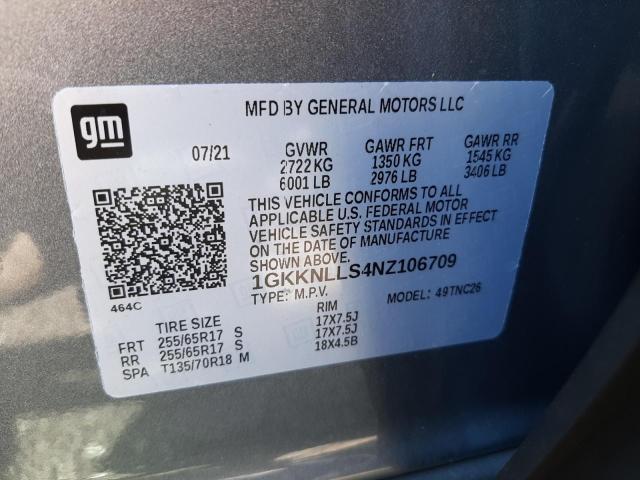 gm
MFD BY GENERAL MOTORS LLC
07/21 GVWR GAWR FRT GAWR RR
2722 KG 1350 KG 1545 KG
6001 LB 2976 LB 3406 LB
THIS VEHICLE CONFORMS TO ALL
APPLICABLE U.S. FEDERAL MOTOR
VEHICLE SAFETY STANDARDS IN EFFECT
ON THE DATE OF MANUFACTURE
SHOWN ABOVE.
1GKKNLLS4NZ106709
464C TYPE: M.P.V. MODEL: 49TNC26
TIRE SIZE RIM
FRT 255/65R17 S 17X7.5J
RR 255/65R17 S 17X7.5J
SPA T135/70R18 M 18X4.5B